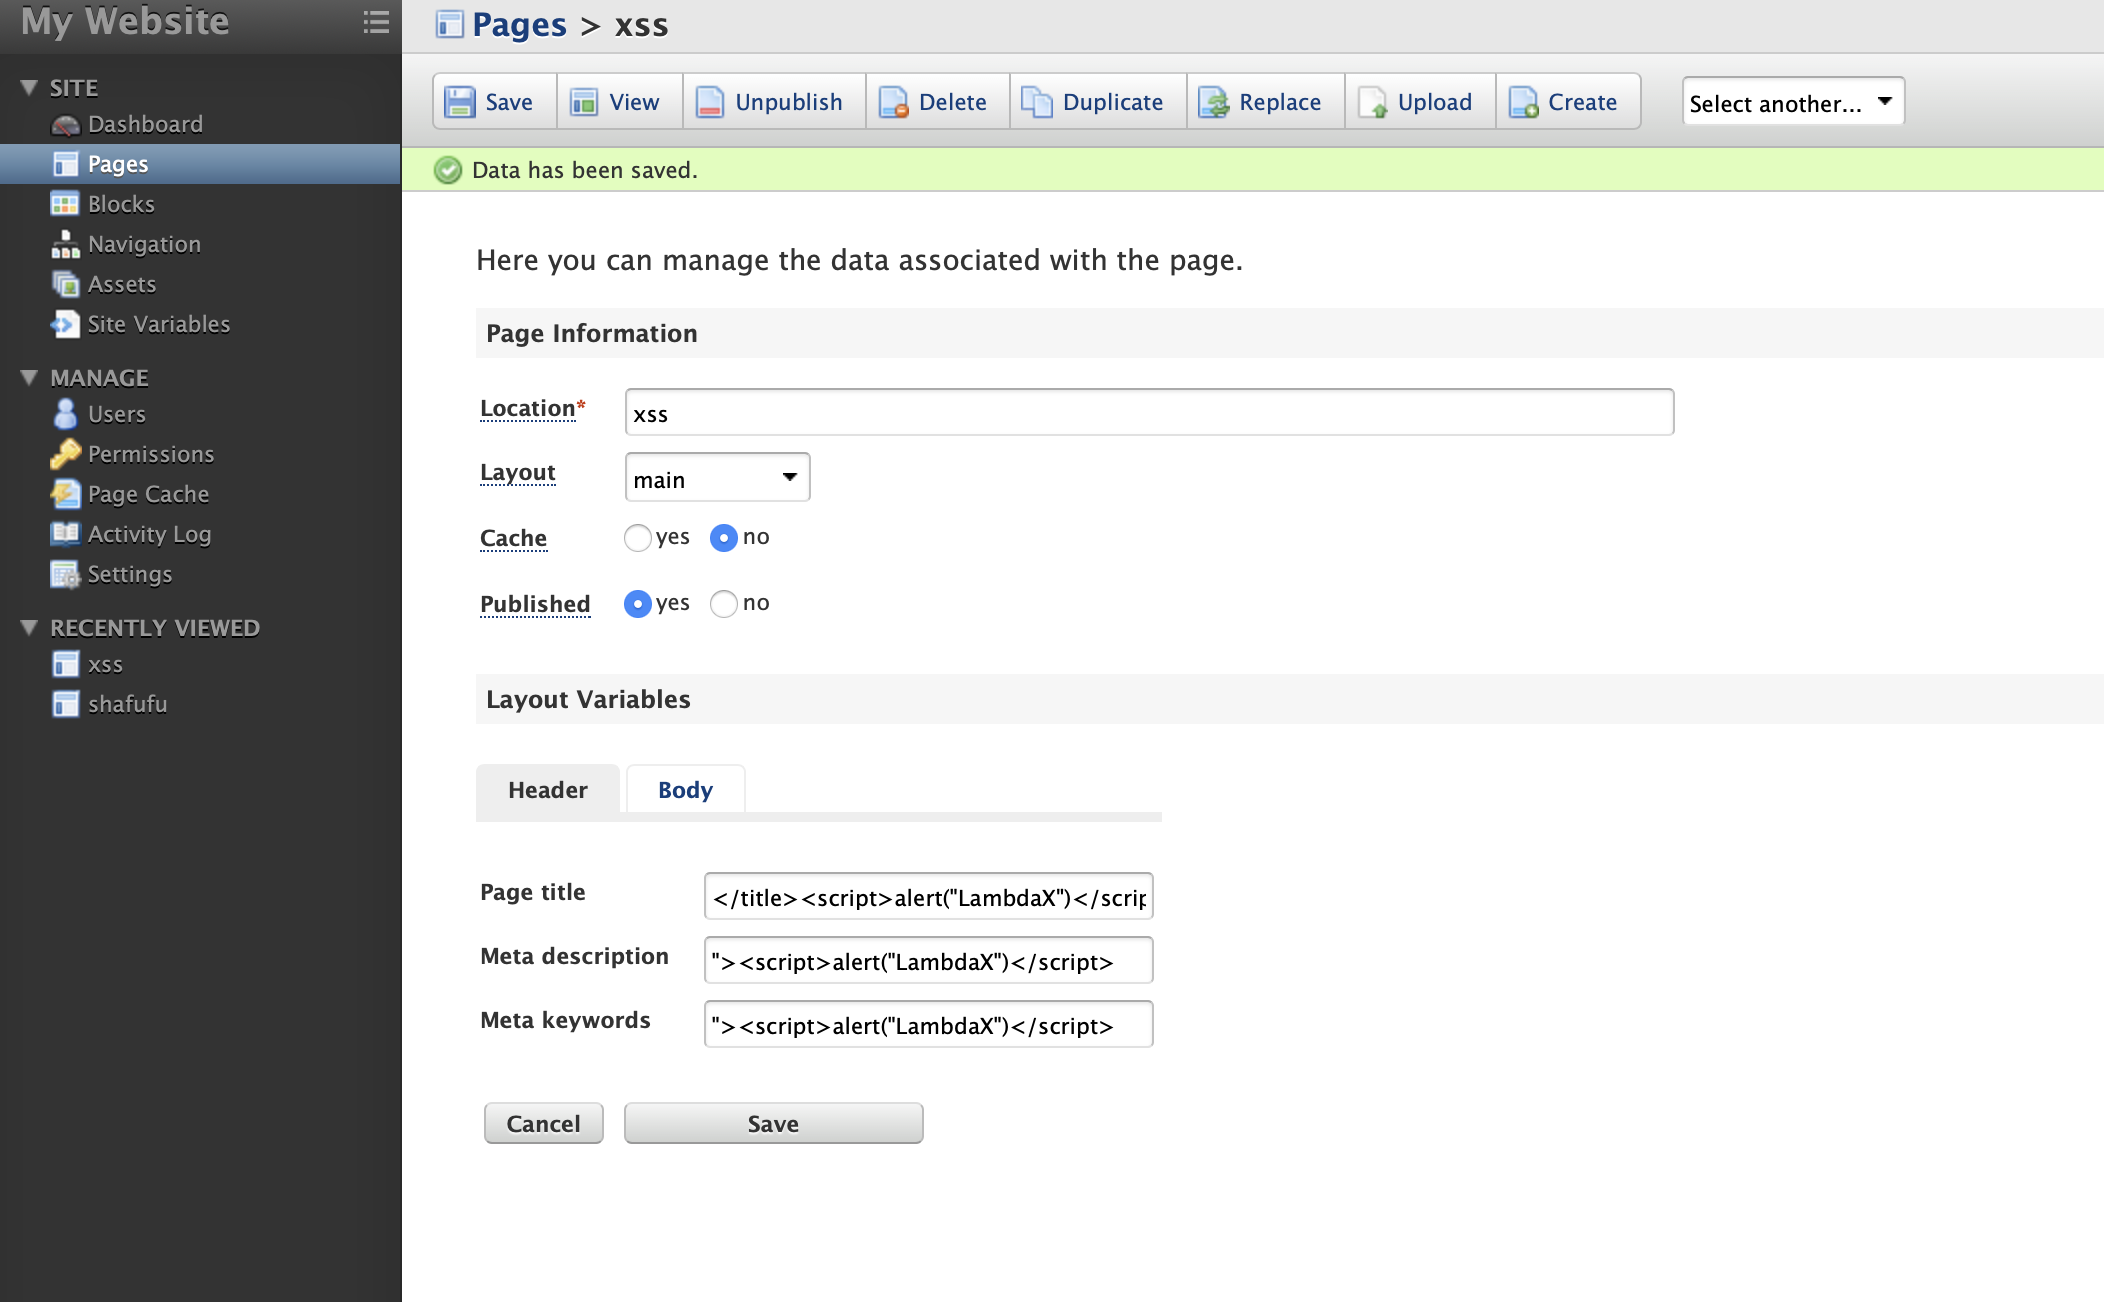 My Website
SITE
Dashboard
Pages
Blocks
Navigation
Assets
Site Variables
MANAGE
Users
Permissions
Page Cache
Activity Log
Settings
RECENTLY VIEWED
xss
shafufu
Pages > xss
Save View Unpublish Delete Duplicate Replace Upload Create Select another...
Data has been saved.
Here you can manage the data associated with the page.
Page Information
Location* xss
Layout main
Cache yes no
Published yes no
Layout Variables
Header Body
Page title </title><script>alert("LambdaX")</scrip
Meta description "><script>alert("LambdaX")</script>
Meta keywords "><script>alert("LambdaX")</script>
Cancel Save